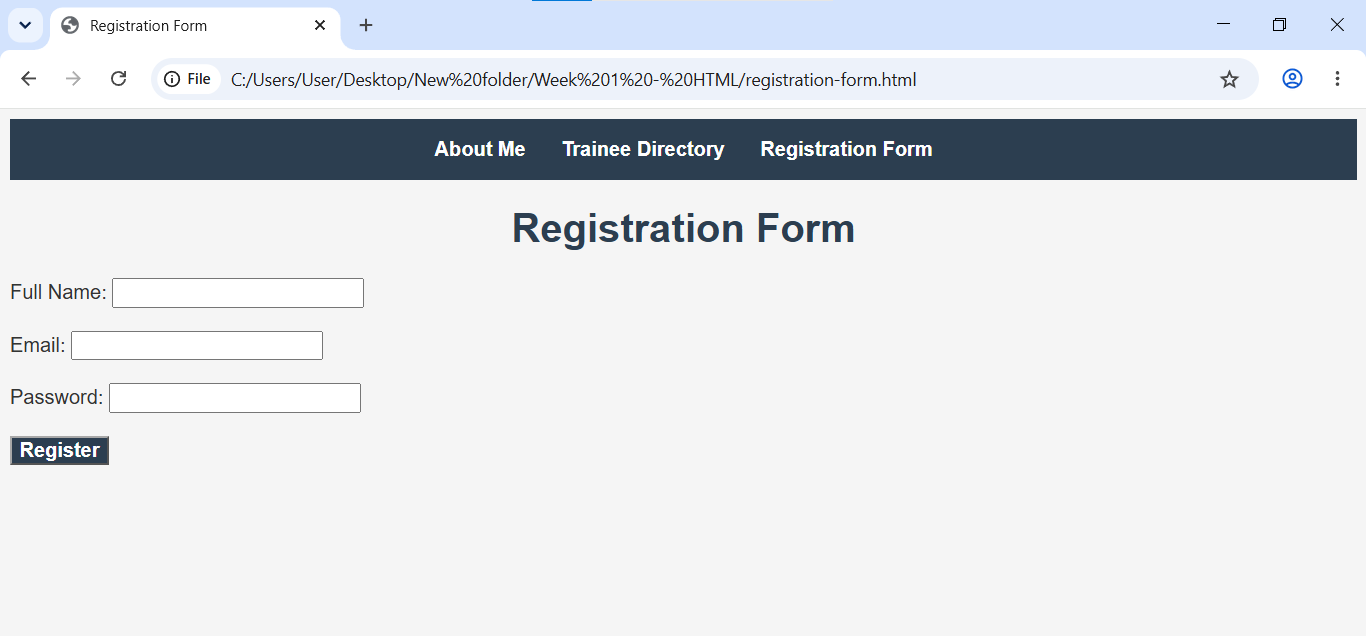 Registration Form
File C:/Users/User/Desktop/New%20folder/Week%201%20-%20HTML/registration-form.html
About Me Trainee Directory Registration Form
Registration Form
Full Name:
Email:
Password:
Register